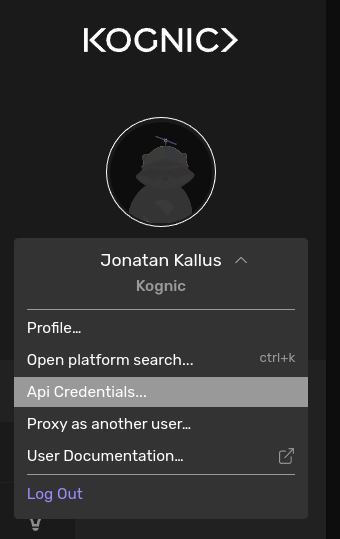 KOGNIC
Jonatan Kallus
Kognic
Profile...
Open platform search... ctrl+k
Api Credentials...
Proxy as another user...
User Documentation...
Log Out